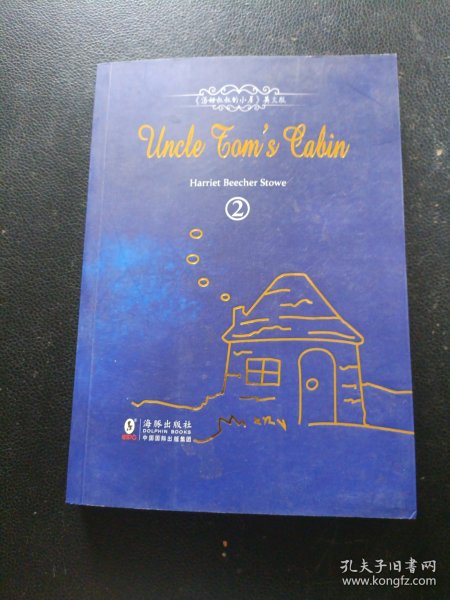 《汤姆叔叔的小屋》英文版
Uncle Tom's Cabin
Harriet Beecher Stowe
②
海豚出版社
DOLPHIN BOOKS
中国国际出版集团
孔夫子旧书网
www.kongfz.com